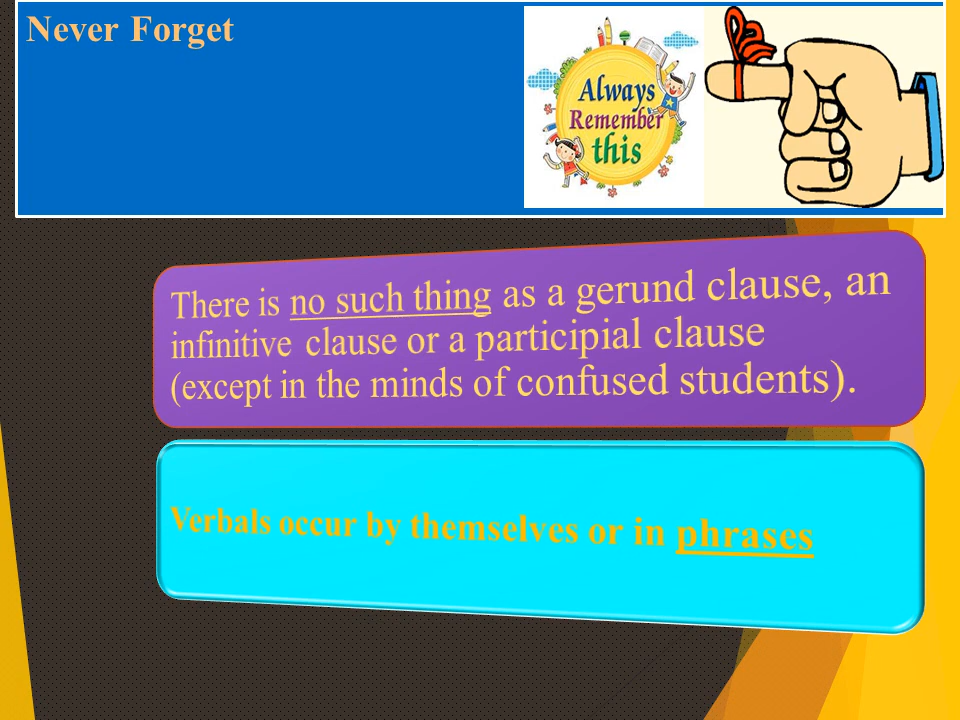 Never Forget
Always
Remember
this
There is no such thing as a gerund clause, an
infinitive clause or a participial clause
(except in the minds of confused students).
Verbals occur by themselves or in phrases